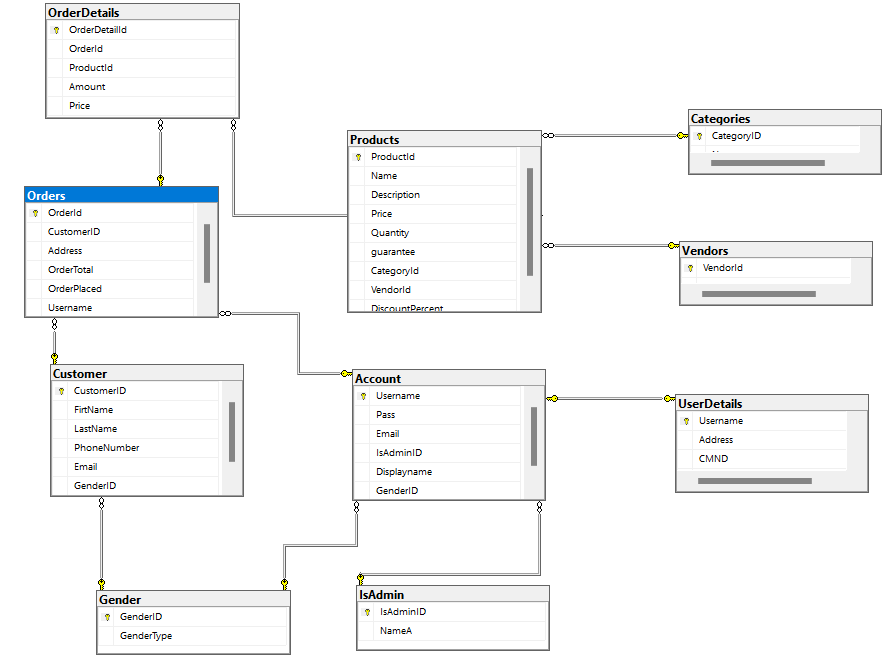 OrderDetails
OrderDetailId
OrderId
ProductId
Amount
Price
Products
ProductId
Name
Description
Price
Quantity
guarantee
CategoryId
VendorId
DiscountPercent
Categories
CategoryID
Orders
OrderId
CustomerID
Address
OrderTotal
OrderPlaced
Username
Vendors
VendorId
Customer
CustomerID
FirtName
LastName
PhoneNumber
Email
GenderID
Account
Username
Pass
Email
IsAdminID
Displayname
GenderID
UserDetails
Username
Address
CMND
Gender
GenderID
GenderType
IsAdmin
IsAdminID
NameA